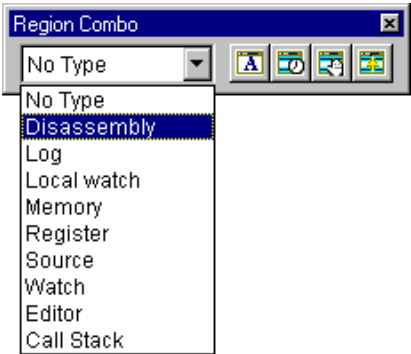 Region Combo
No Type
A
No Type
Disassembly
Log
Local watch
Memory
Register
Source
Watch
Editor
Call Stack